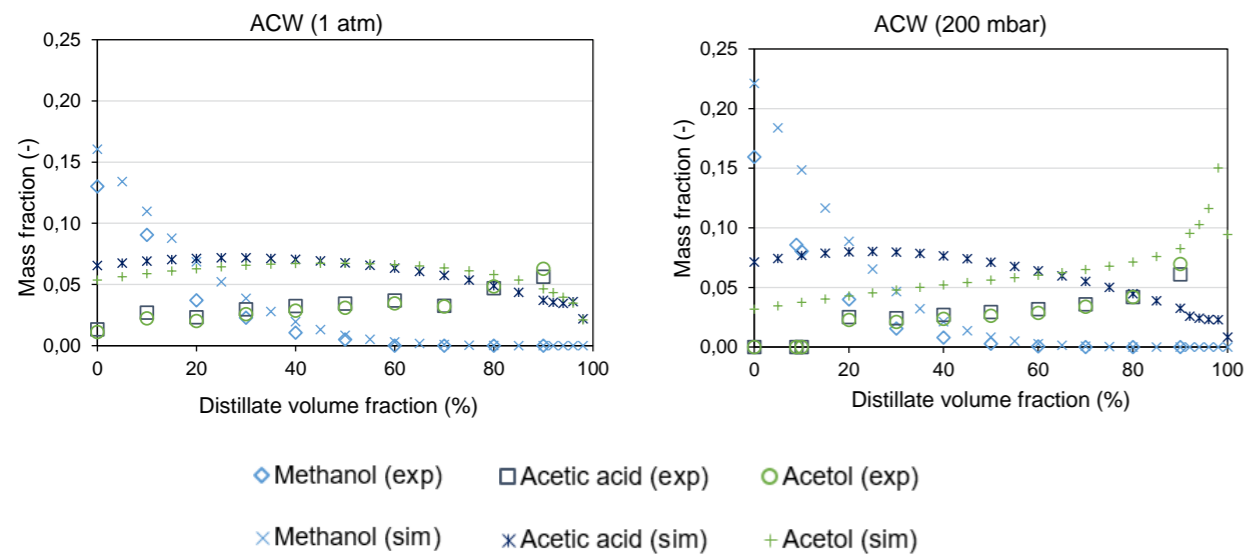 ACW (1 atm)
0,25
0,20
0,15
0,10
0,05
0,00
Mass fraction (-)
0 20 40 60 80 100
Distillate volume fraction (%)
ACW (200 mbar)
0,25
0,20
0,15
0,10
0,05
0,00
Mass fraction (-)
0 20 40 60 80 100
Distillate volume fraction (%)
Methanol (exp) Acetic acid (exp) Acetol (exp)
Methanol (sim) Acetic acid (sim) Acetol (sim)